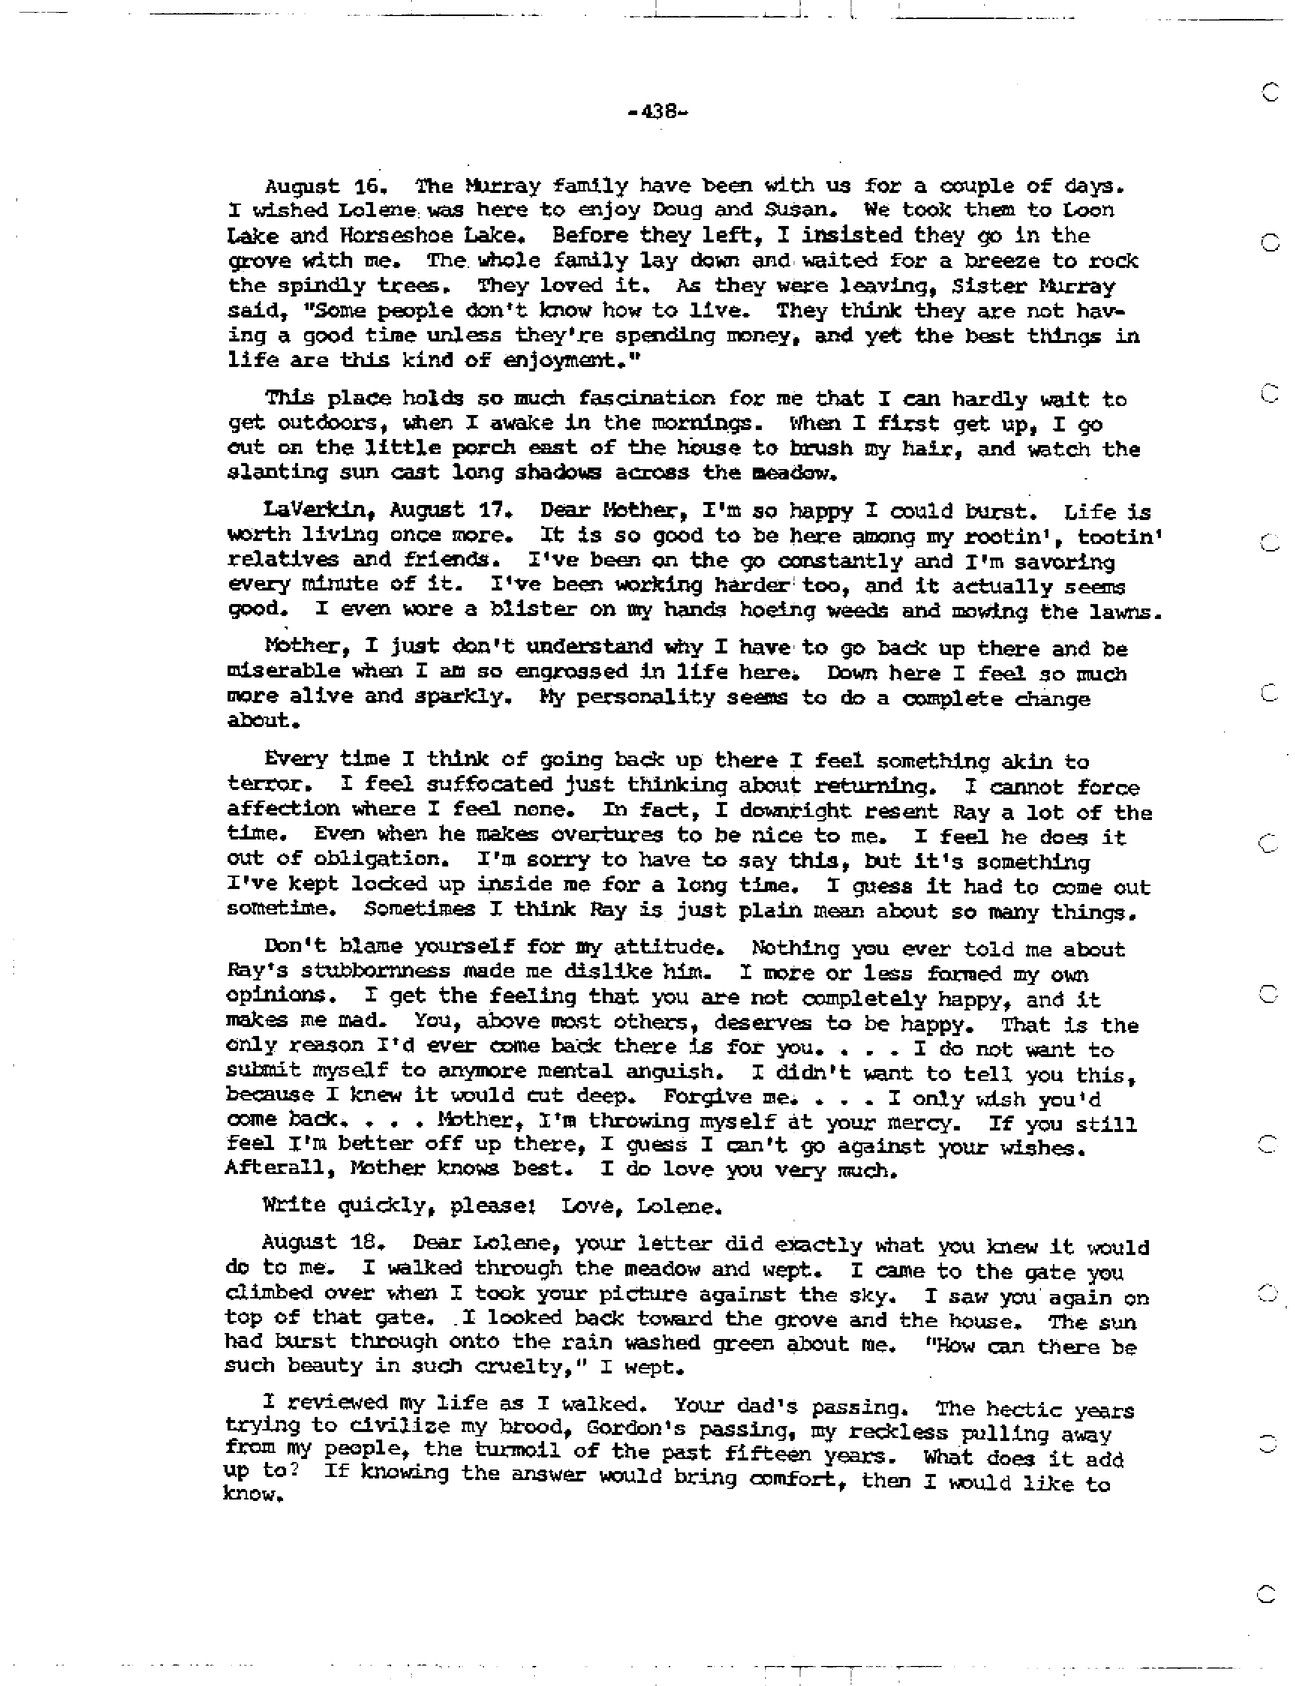 -438-
August 16. The Murray family have been with us for a couple of days.
I wished Lolene was here to enjoy Doug and Susan. We took them to Loon
Lake and Horseshoe Lake. Before they left, I insisted they go in the
grove with me. The whole family lay down and waited for a breeze to rock
the spindly trees. They loved it. As they were leaving, Sister Murray
said, "Some people don't know how to live. They think they are not hav-
ing a good time unless they're spending money, and yet the best things in
life are this kind of enjoyment."
This place holds so much fascination for me that I can hardly wait to
get outdoors, when I awake in the mornings. When I first get up, I go
out on the little porch east of the house to brush my hair, and watch the
slanting sun cast long shadows across the meadow.
LaVerkin, August 17. Dear Mother, I'm so happy I could burst. Life is
worth living once more. It is so good to be here among my rootin', tootin'
relatives and friends. I've been on the go constantly and I'm savoring
every minute of it. I've been working harder too, and it actually seems
good. I even wore a blister on my hands hoeing weeds and mowing the lawns.
Mother, I just don't understand why I have to go back up there and be
miserable when I am so engrossed in life here. Down here I feel so much
more alive and sparkly. My personality seems to do a complete change
about.
Every time I think of going back up there I feel something akin to
terror. I feel suffocated just thinking about returning. I cannot force
affection where I feel none. In fact, I downright resent Ray a lot of the
time. Even when he makes overtures to be nice to me. I feel he does it
out of obligation. I'm sorry to have to say this, but it's something
I've kept locked up inside me for a long time. I guess it had to come out
sometime. Sometimes I think Ray is just plain mean about so many things.
Don't blame yourself for my attitude. Nothing you ever told me about
Ray's stubbornness made me dislike him. I more or less formed my own
opinions. I get the feeling that you are not completely happy, and it
makes me mad. You, above most others, deserves to be happy. That is the
only reason I'd ever come back there is for you. . . . I do not want to
submit myself to anymore mental anguish. I didn't want to tell you this,
because I knew it would cut deep. Forgive me. . . . I only wish you'd
come back. . . . Mother, I'm throwing myself at your mercy. If you still
feel I'm better off up there, I guess I can't go against your wishes.
Afterall, Mother knows best. I do love you very much.
Write quickly, please! Love, Lolene.
August 18. Dear Lolene, your letter did exactly what you knew it would
do to me. I walked through the meadow and wept. I came to the gate you
climbed over when I took your picture against the sky. I saw you again on
top of that gate. I looked back toward the grove and the house. The sun
had burst through onto the rain washed green about me. "How can there be
such beauty in such cruelty," I wept.
I reviewed my life as I walked. Your dad's passing. The hectic years
trying to civilize my brood, Gordon's passing, my reckless pulling away
from my people, the turmoil of the past fifteen years. What does it add
up to? If knowing the answer would bring comfort, then I would like to
know.